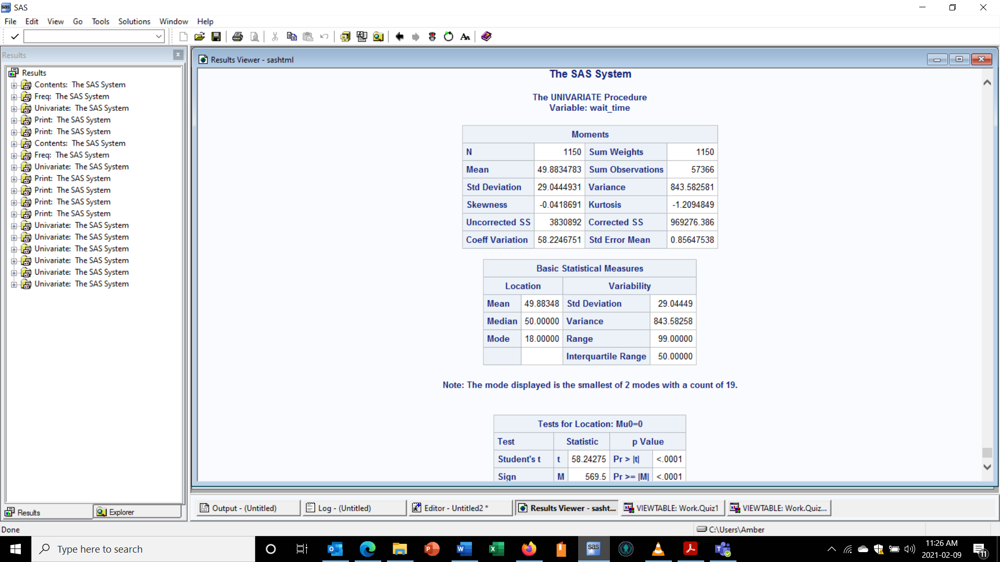 SAS
File Edit View Go Tools Solutions Window Help
Results
Results
Contents: The SAS System
Freq: The SAS System
Univariate: The SAS System
Print: The SAS System
Print: The SAS System
Contents: The SAS System
Freq: The SAS System
Univariate: The SAS System
Print: The SAS System
Print: The SAS System
Print: The SAS System
Print: The SAS System
Univariate: The SAS System
Univariate: The SAS System
Univariate: The SAS System
Univariate: The SAS System
Univariate: The SAS System
Univariate: The SAS System
Results Explorer
Results Viewer - sashtml
The SAS System
The UNIVARIATE Procedure
Variable: wait_time
Moments
N 1150 Sum Weights 1150
Mean 49.8834783 Sum Observations 57366
Std Deviation 29.0444931 Variance 843.582581
Skewness -0.0418691 Kurtosis -1.2094849
Uncorrected SS 3830892 Corrected SS 969276.386
Coeff Variation 58.2246751 Std Error Mean 0.85647538
Basic Statistical Measures
Location Variability
Mean 49.88348 Std Deviation 29.04449
Median 50.00000 Variance 843.58258
Mode 18.00000 Range 99.00000
Interquartile Range 50.00000
Note: The mode displayed is the smallest of 2 modes with a count of 19.
Tests for Location: Mu0=0
Test Statistic p Value
Student's t t 58.24275 Pr > |t| <.0001
Sign M 569.5 Pr >= |M| <.0001
Output - (Untitled) Log - (Untitled) Editor - Untitled2 * Results Viewer - sasht... VIEWTABLE: Work.Quiz1 VIEWTABLE: Work.Quiz...
Done C:\Users\Amber
Type here to search
11:26 AM
2021-02-09
11